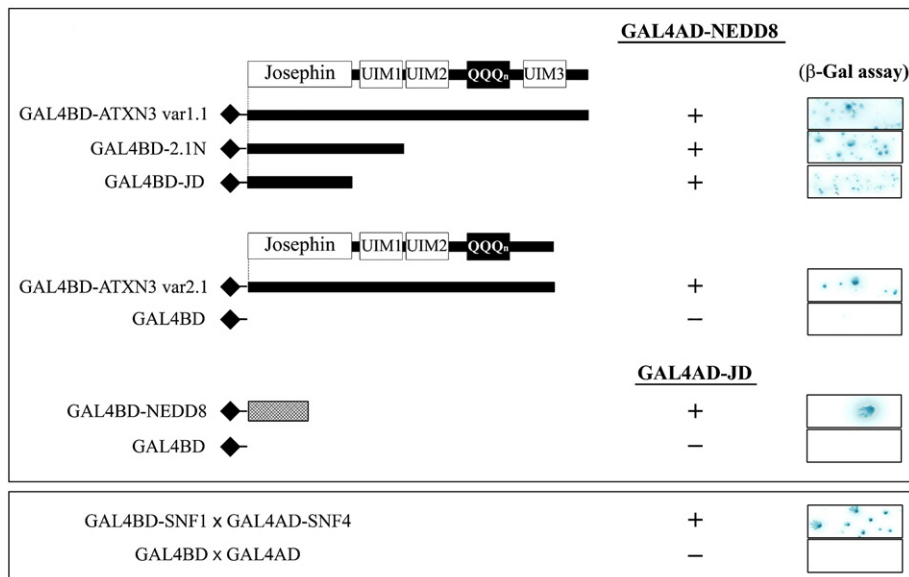 GAL4AD-NEDD8
Josephin UIM1 UIM2 QQQn UIM3 (β-Gal assay)
GAL4BD-ATXN3 var1.1 +
GAL4BD-2.1N +
GAL4BD-JD +
Josephin UIM1 UIM2 QQQn
GAL4BD-ATXN3 var2.1 +
GAL4BD −
GAL4AD-JD
GAL4BD-NEDD8 +
GAL4BD −
GAL4BD-SNF1 x GAL4AD-SNF4 +
GAL4BD x GAL4AD −